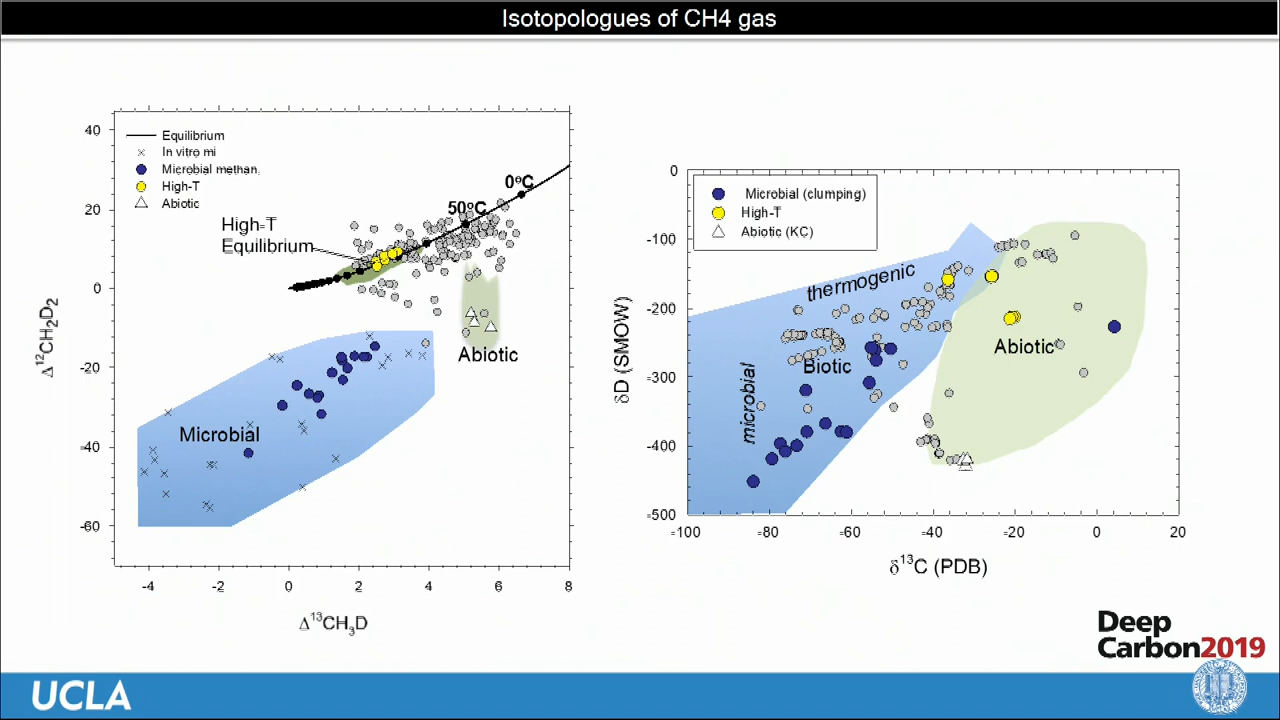 Isotopologues of CH4 gas
40
20
0
-20
-40
-60
-4
-2
0
2
4
6
8
Δ12CH2D2
Δ13CH3D
Equilibrium
In vitro mi
Microbial methan.
High-T
Abiotic
0°C
50°C
High-T
Equilibrium
Abiotic
Microbial
0
-100
-200
-300
-400
-500
-100
-80
-60
-40
-20
0
20
δD (SMOW)
δ13C (PDB)
Microbial (clumping)
High-T
Abiotic (KC)
thermogenic
Biotic
Abiotic
microbial
Deep
Carbon2019
UCLA